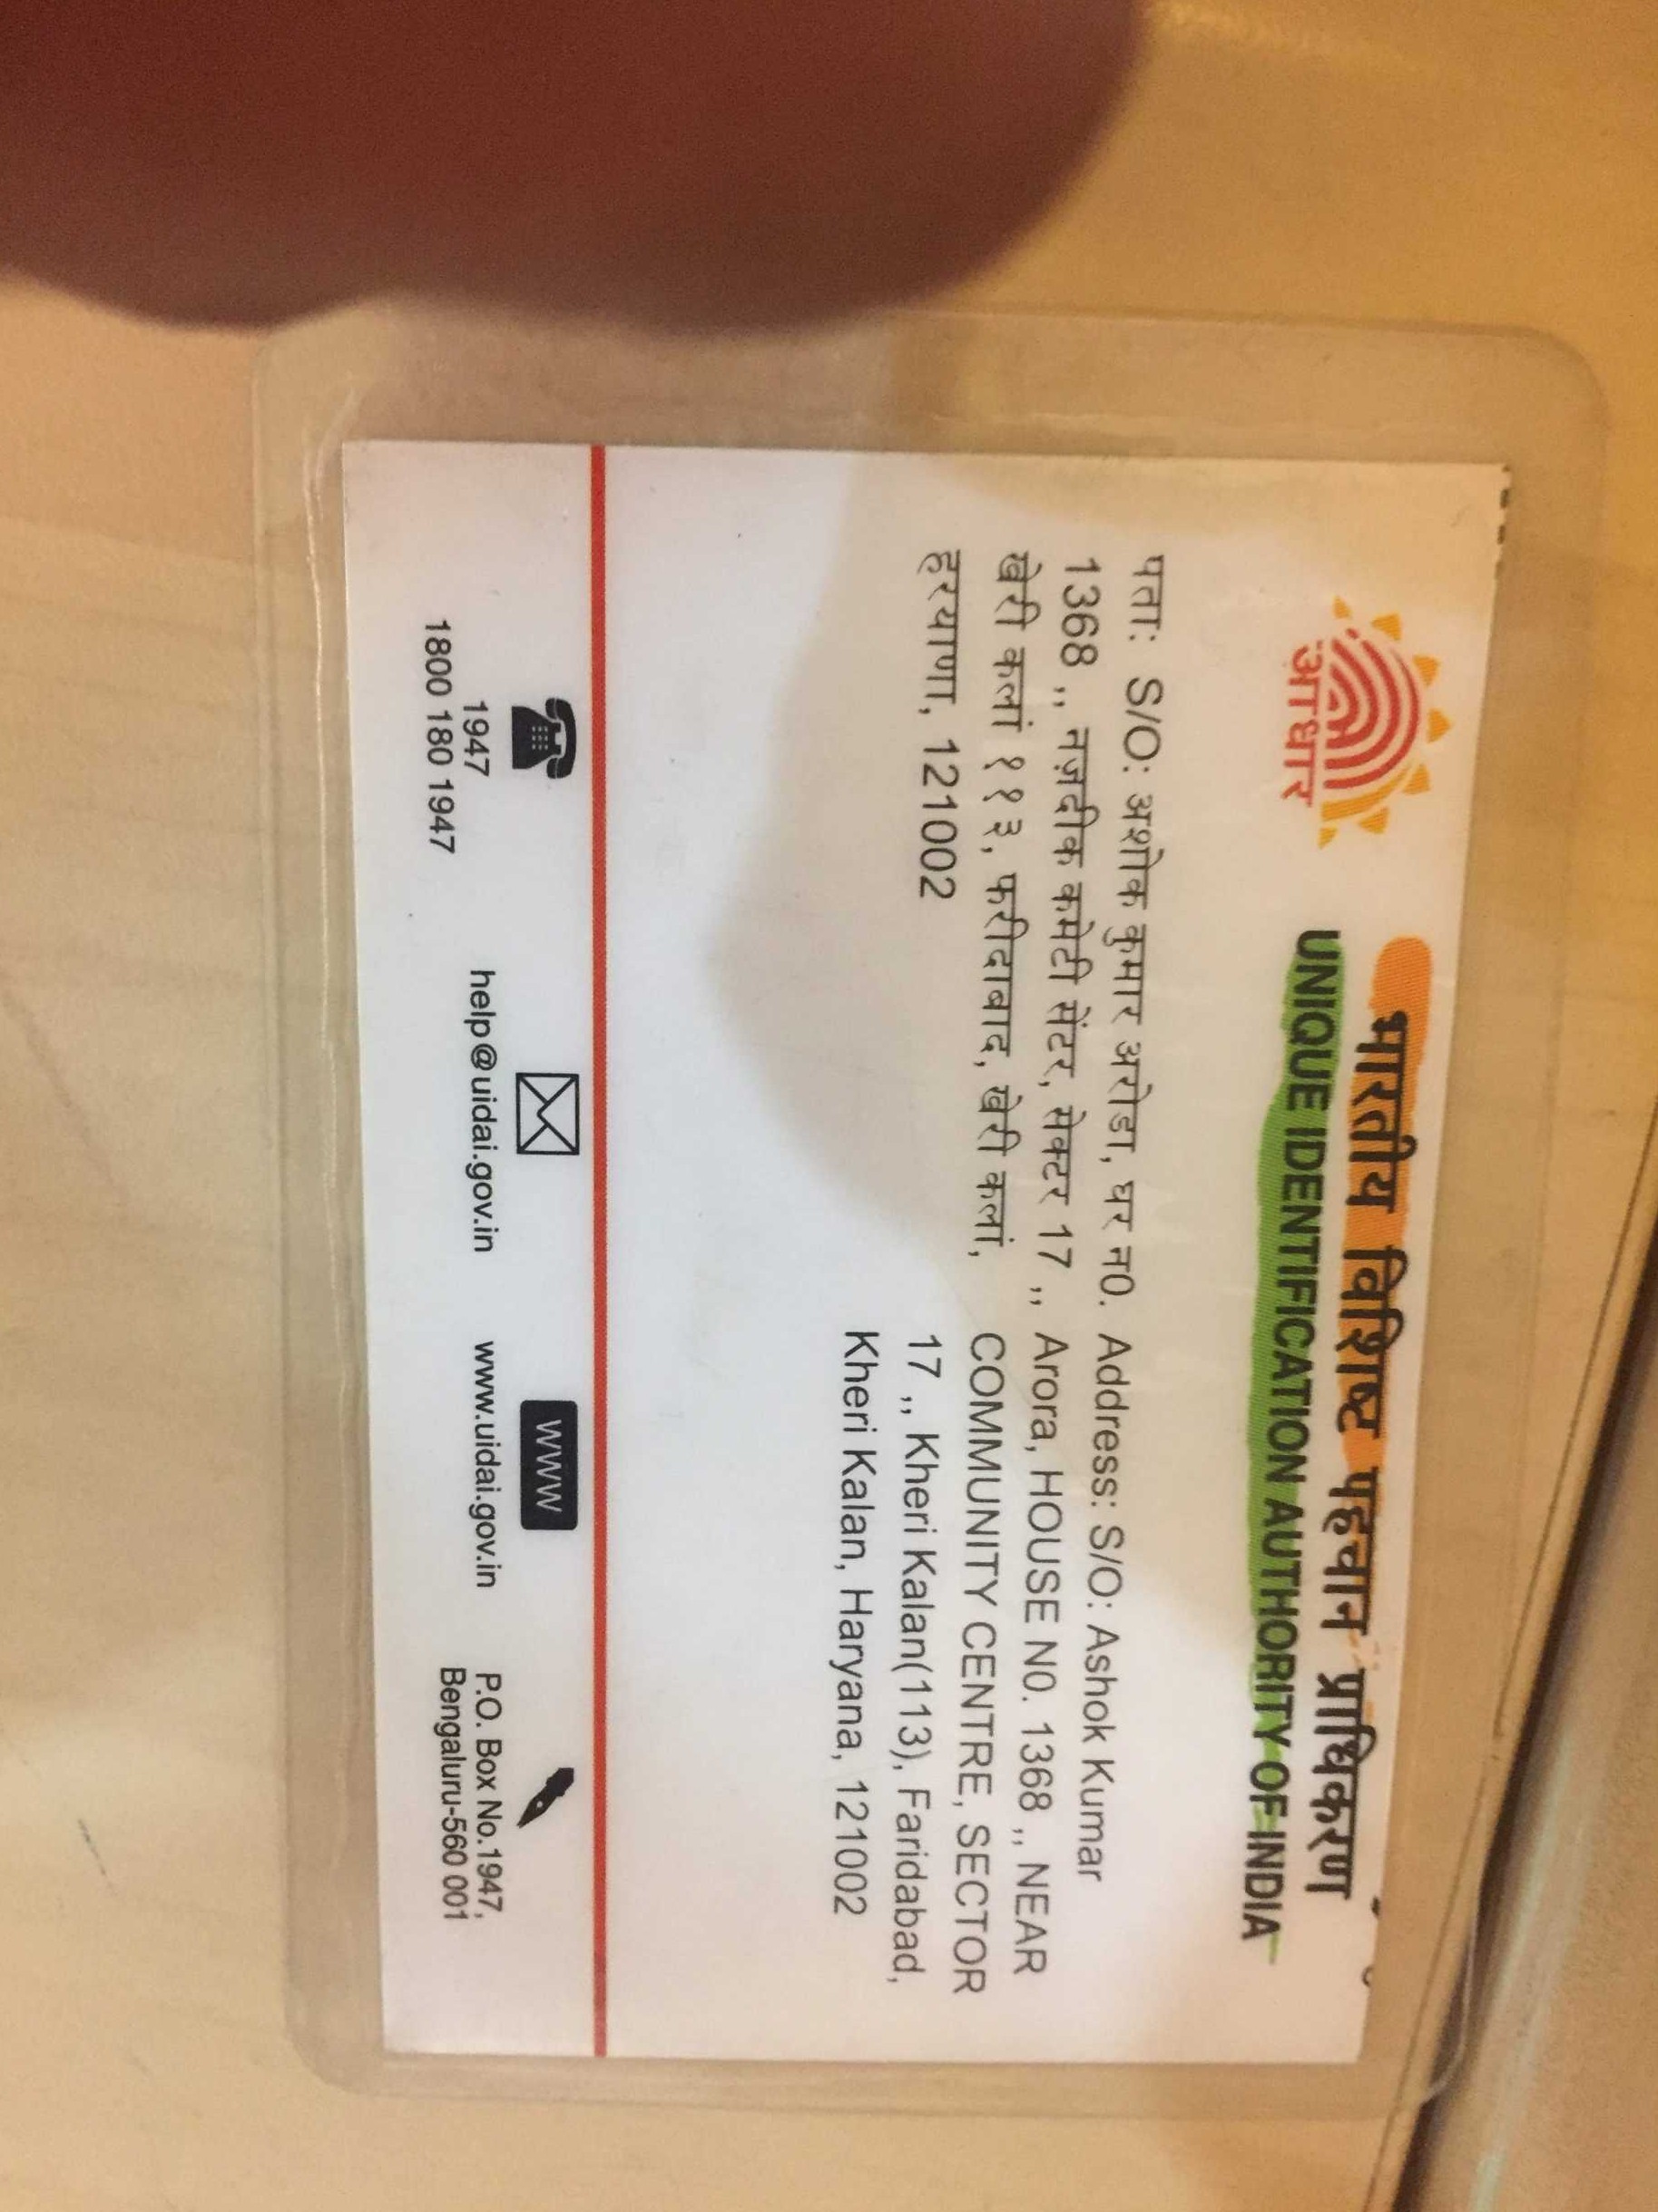 आधार
भारतीय विशिष्ट पहचान प्राधिकरण
UNIQUE IDENTIFICATION AUTHORITY OF INDIA
पताः S/O: अशोक कुमार अरोडा, घर न0.
1368 ,, नज़दीक कमेटी सेंटर, सेक्टर 17 ,,
खेरी कलां ११३, फरीदाबाद, खेरी कलां,
हरयाणा, 121002
Address: S/O: Ashok Kumar
Arora, HOUSE N0. 1368 ,, NEAR
COMMUNITY CENTRE, SECTOR
17 ,, Kheri Kalan(113), Faridabad,
Kheri Kalan, Haryana, 121002
1947
1800 180 1947
help@uidai.gov.in
WWW
www.uidai.gov.in
P.O. Box No.1947,
Bengaluru-560 001